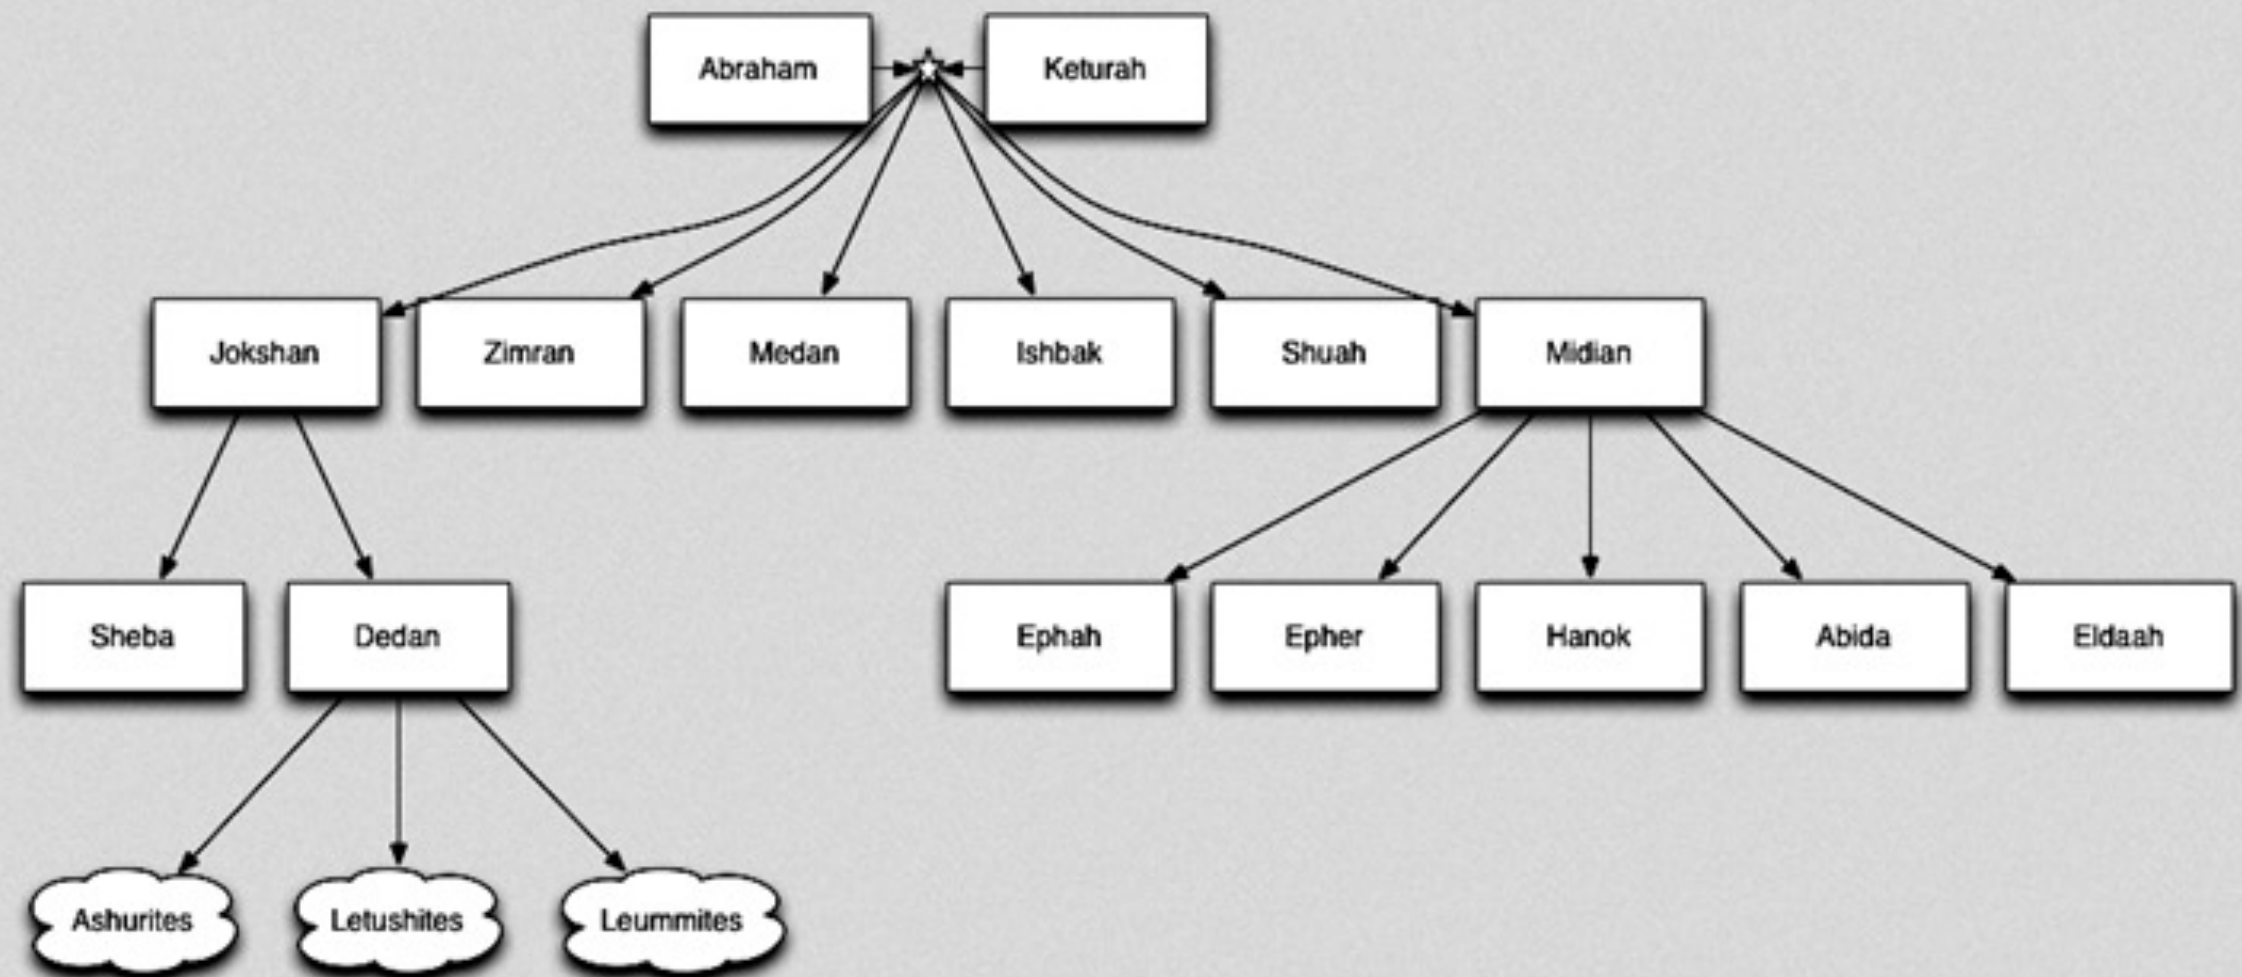 Abraham
Keturah
Jokshan
Zimran
Medan
Ishbak
Shuah
Midian
Sheba
Dedan
Ephah
Epher
Hanok
Abida
Eldaah
Ashurites
Letushites
Leummites